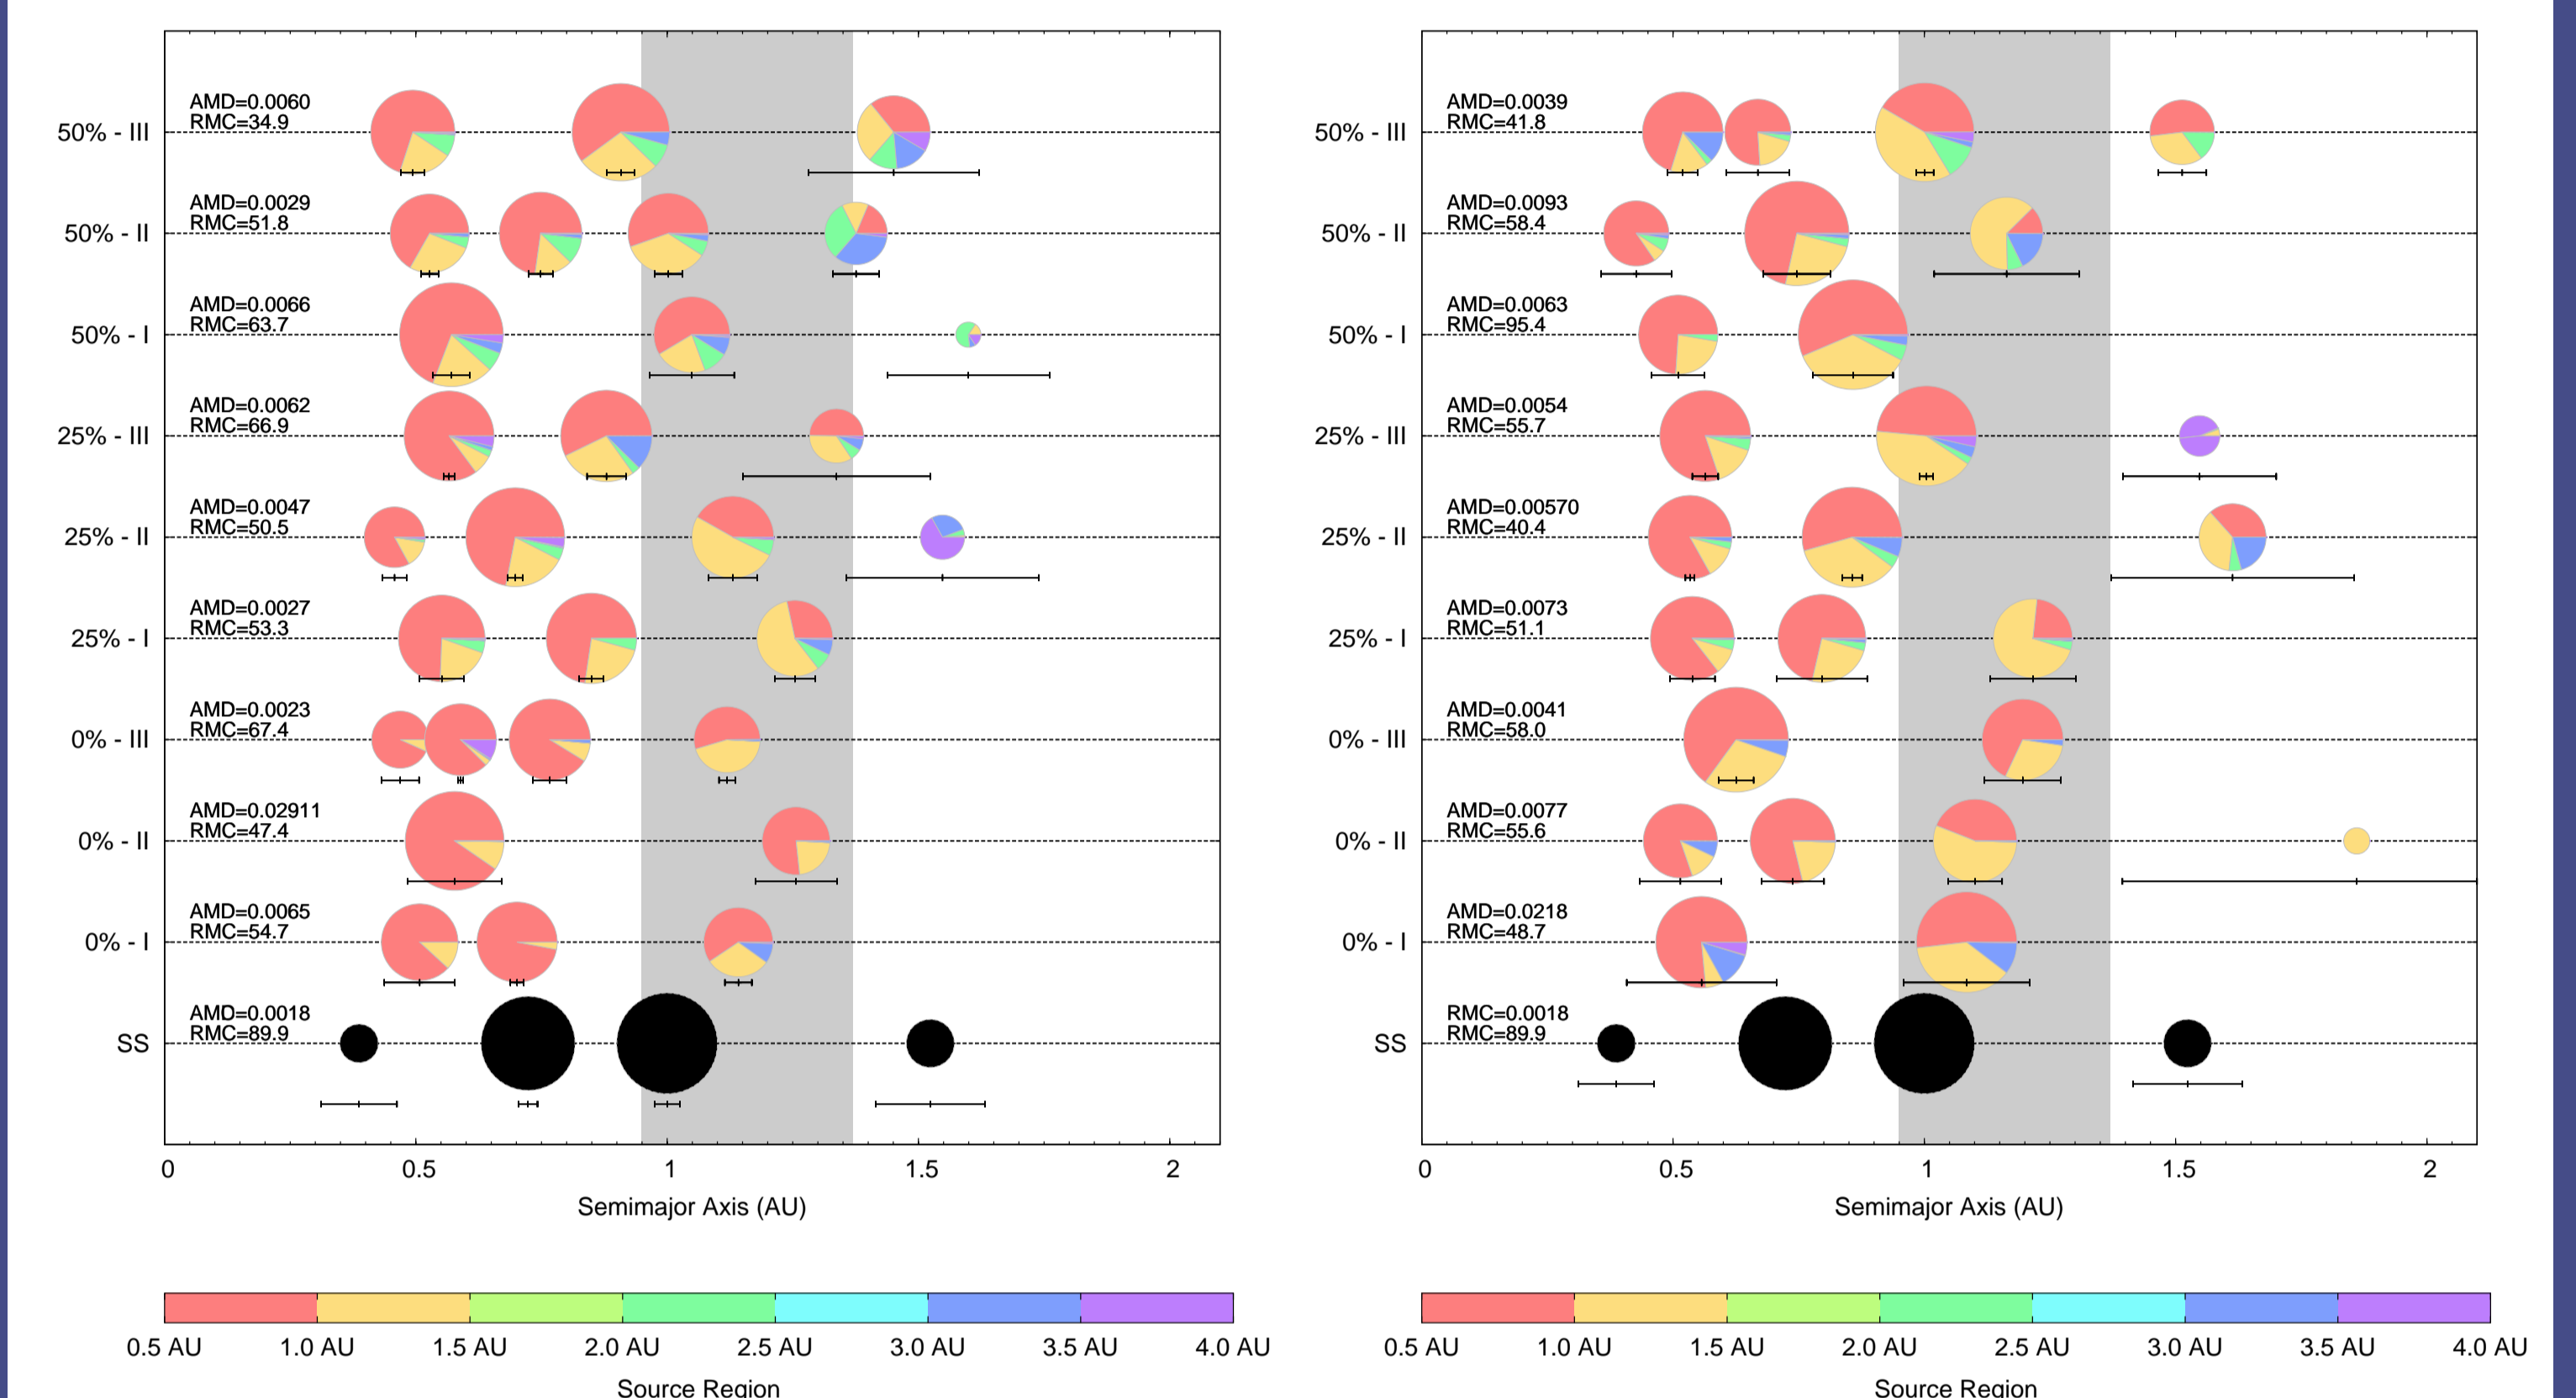 50% - III
AMD=0.0060
RMC=34.9
50% - II
AMD=0.0029
RMC=51.8
50% - I
AMD=0.0066
RMC=63.7
25% - III
AMD=0.0062
RMC=66.9
25% - II
AMD=0.0047
RMC=50.5
25% - I
AMD=0.0027
RMC=53.3
0% - III
AMD=0.0023
RMC=67.4
0% - II
AMD=0.02911
RMC=47.4
0% - I
AMD=0.0065
RMC=54.7
SS
AMD=0.0018
RMC=89.9
0 0.5 1 1.5 2
Semimajor Axis (AU)
0.5 AU 1.0 AU 1.5 AU 2.0 AU 2.5 AU 3.0 AU 3.5 AU 4.0 AU
Source Region
50% - III
AMD=0.0039
RMC=41.8
50% - II
AMD=0.0093
RMC=58.4
50% - I
AMD=0.0063
RMC=95.4
25% - III
AMD=0.0054
RMC=55.7
25% - II
AMD=0.00570
RMC=40.4
25% - I
AMD=0.0073
RMC=51.1
0% - III
AMD=0.0041
RMC=58.0
0% - II
AMD=0.0077
RMC=55.6
0% - I
AMD=0.0218
RMC=48.7
SS
RMC=0.0018
RMC=89.9
0 0.5 1 1.5 2
Semimajor Axis (AU)
0.5 AU 1.0 AU 1.5 AU 2.0 AU 2.5 AU 3.0 AU 3.5 AU 4.0 AU
Source Region